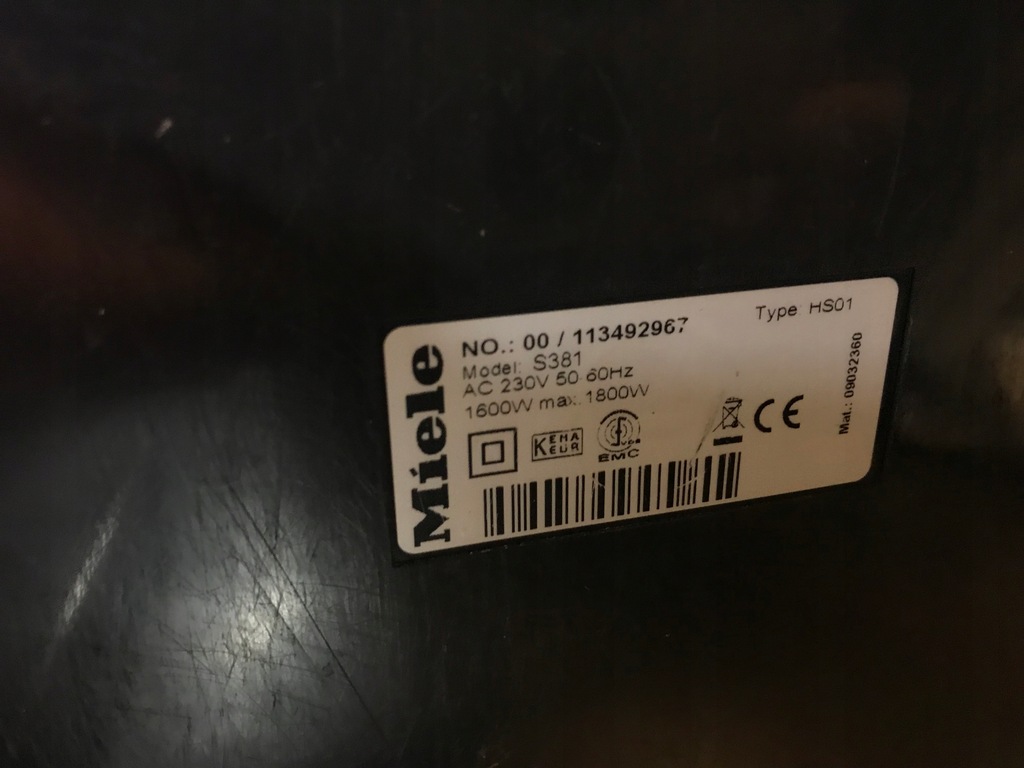 Miele
NO.: 00 / 113492967
Type HS01
Model: S381
AC 230V 50-60Hz
1600W max. 1800W
KEMA
KEUR
VDE
EMC
CE
Mat.: 09032360